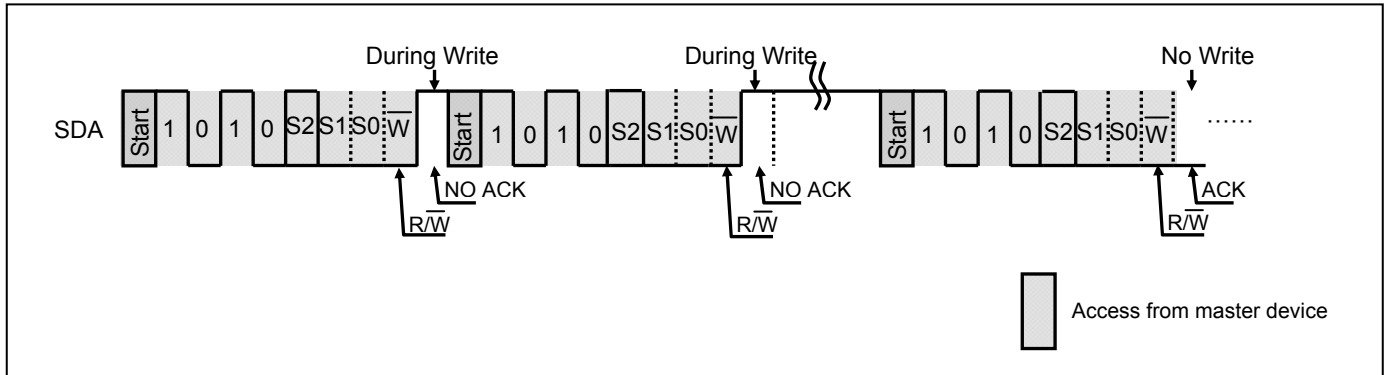 During Write During Write No Write
SDA Start 1 0 1 0 S2 S1 S0 W Start 1 0 1 0 S2 S1 S0 W Start 1 0 1 0 S2 S1 S0 W ......
NO ACK NO ACK ACK
R/W R/W R/W
Access from master device